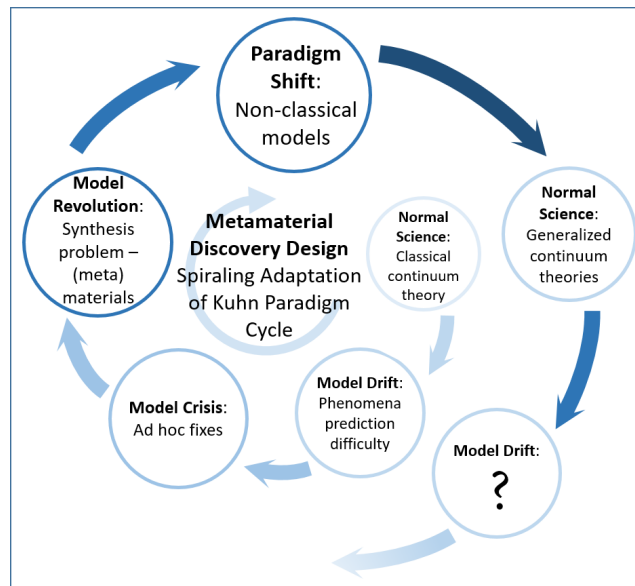 Paradigm
Shift:
Non-classical
models
Model
Revolution:
Synthesis
problem –
(meta)
materials
Metamaterial
Discovery Design
Spiraling Adaptation
of Kuhn Paradigm
Cycle
Normal
Science:
Classical
continuum
theory
Normal
Science:
Generalized
continuum
theories
Model Crisis:
Ad hoc fixes
Model Drift:
Phenomena
prediction
difficulty
Model Drift:
?